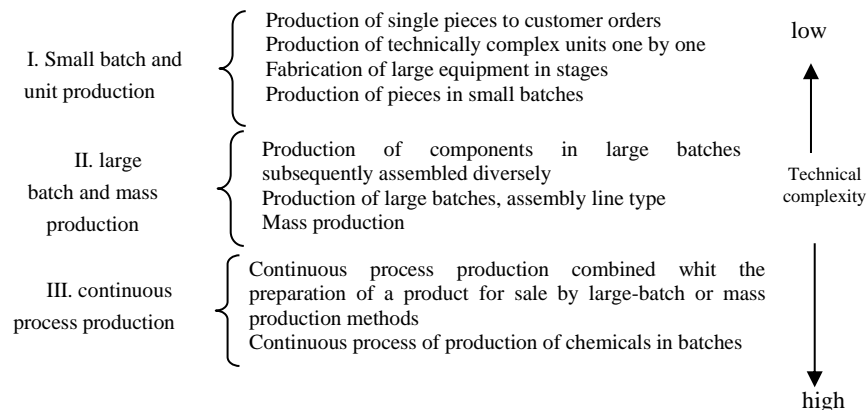 I. Small batch and
unit production
Production of single pieces to customer orders
Production of technically complex units one by one
Fabrication of large equipment in stages
Production of pieces in small batches
low
II. large
batch and mass
production
Production of components in large batches
subsequently assembled diversely
Production of large batches, assembly line type
Mass production
Technical
complexity
III. continuous
process production
Continuous process production combined whit the
preparation of a product for sale by large-batch or mass
production methods
Continuous process of production of chemicals in batches
high